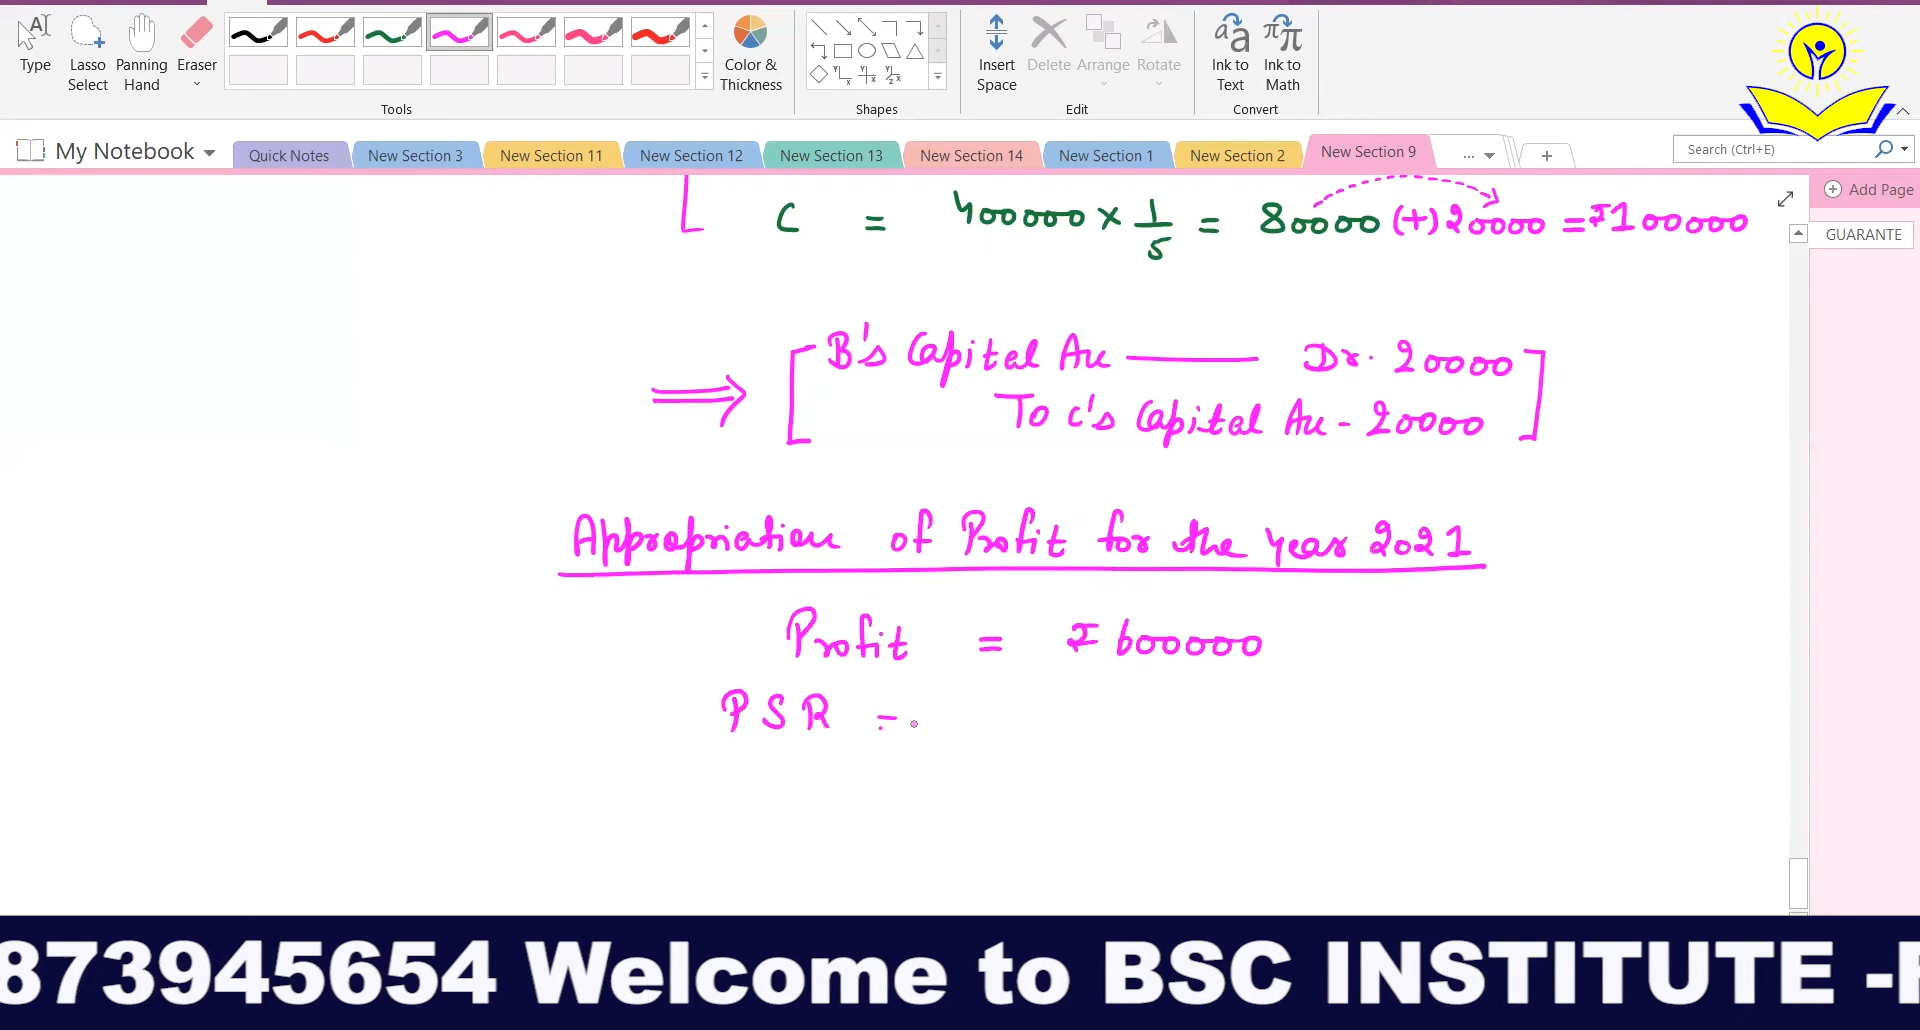 Type
Lasso Select
Panning Hand
Eraser
Color & Thickness
Insert Space
Delete
Arrange
Rotate
Ink to Text
Ink to Math
Tools
Shapes
Edit
Convert
My Notebook
Quick Notes
New Section 3
New Section 11
New Section 12
New Section 13
New Section 14
New Section 1
New Section 2
New Section 9
...
Search (Ctrl+E)
Add Page
GUARANTE
C = 400000 × 1/5 = 80000 (+) 20000 = ₹100000
B's Capital A/c ——— Dr. 20000
To C's Capital A/c - 20000
Appropriation of Profit for the year 2021
Profit = ₹ 600000
PSR =
873945654 Welcome to BSC INSTITUTE -